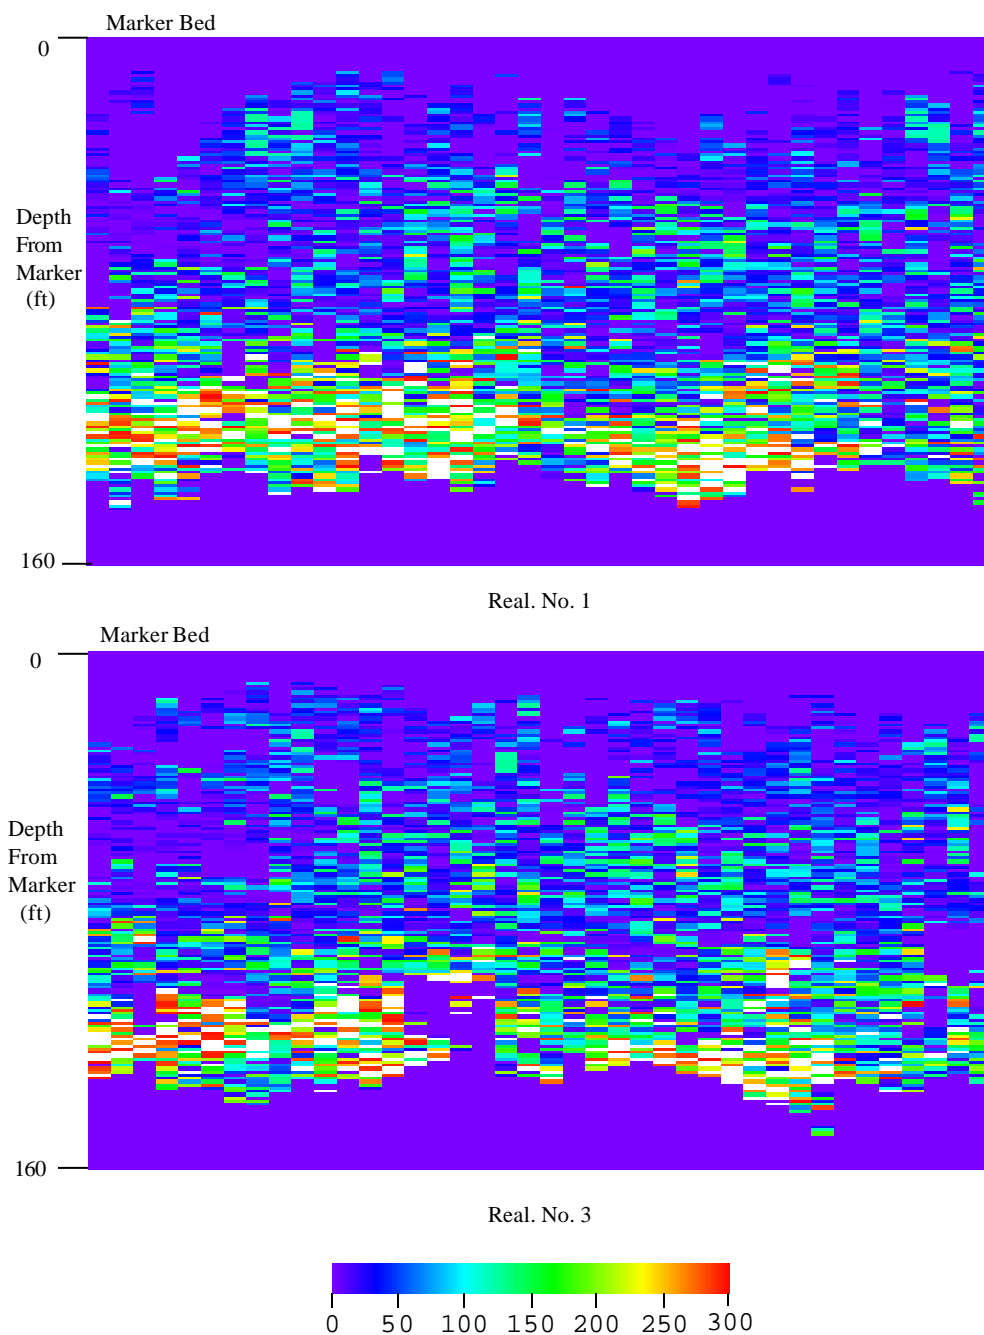 Marker Bed
0
Depth
From
Marker
(ft)
160
Real. No. 1
Marker Bed
0
Depth
From
Marker
(ft)
160
Real. No. 3
0 50 100 150 200 250 300